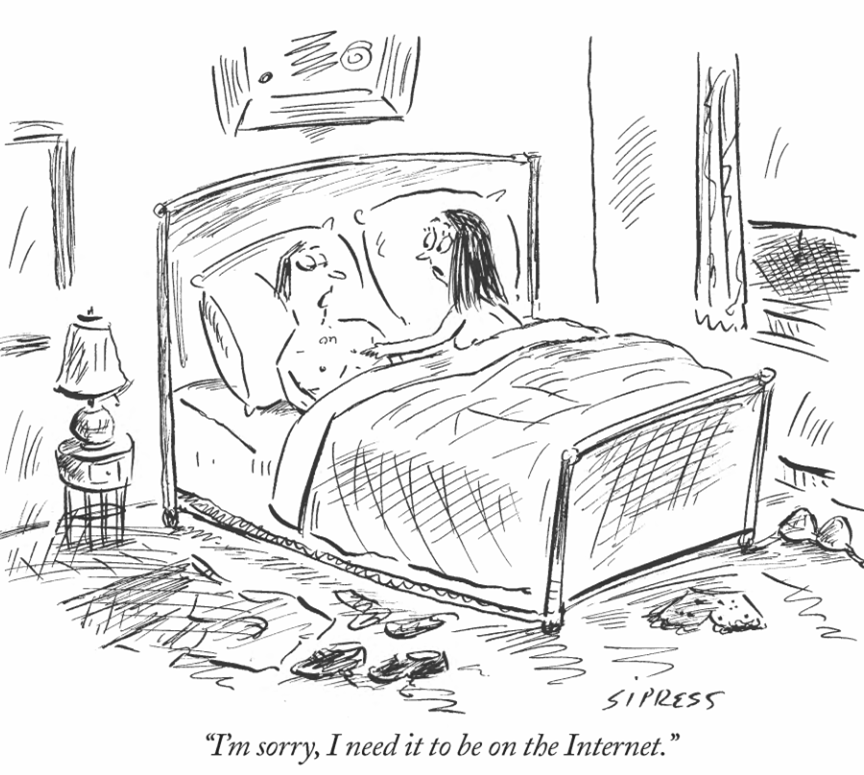 SIPRESS
“I'm sorry, I need it to be on the Internet.”